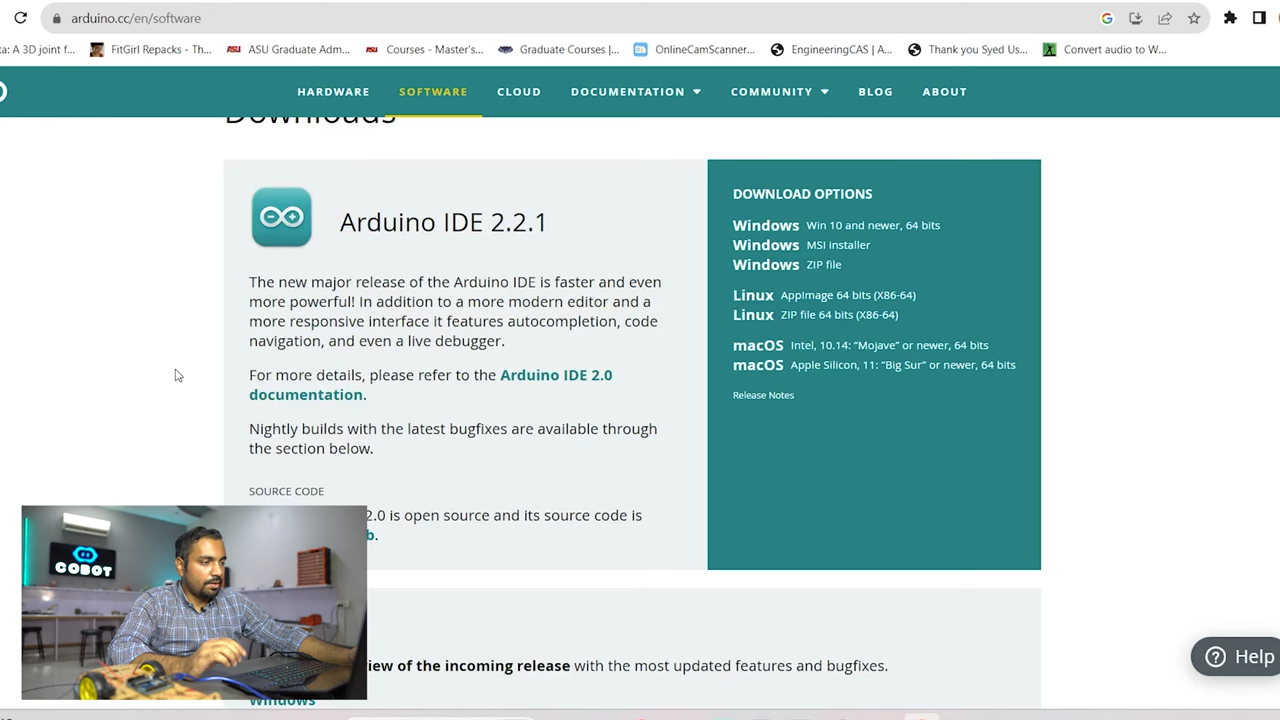 arduino.cc/en/software
ta: A 3D joint f...
FitGirl Repacks - Th...
ASU Graduate Adm...
Courses - Master's...
Graduate Courses |...
OnlineCamScanner...
EngineeringCAS | A...
Thank you Syed Us...
Convert audio to W...
HARDWARE
SOFTWARE
CLOUD
DOCUMENTATION
COMMUNITY
BLOG
ABOUT
Downloads
Arduino IDE 2.2.1
The new major release of the Arduino IDE is faster and even
more powerful! In addition to a more modern editor and a
more responsive interface it features autocompletion, code
navigation, and even a live debugger.
For more details, please refer to the Arduino IDE 2.0
documentation.
Nightly builds with the latest bugfixes are available through
the section below.
SOURCE CODE
2.0 is open source and its source code is
b.
DOWNLOAD OPTIONS
Windows Win 10 and newer, 64 bits
Windows MSI installer
Windows ZIP file
Linux AppImage 64 bits (X86-64)
Linux ZIP file 64 bits (X86-64)
macOS Intel, 10.14: “Mojave” or newer, 64 bits
macOS Apple Silicon, 11: “Big Sur” or newer, 64 bits
Release Notes
COBOT
iew of the incoming release with the most updated features and bugfixes.
Windows
Help